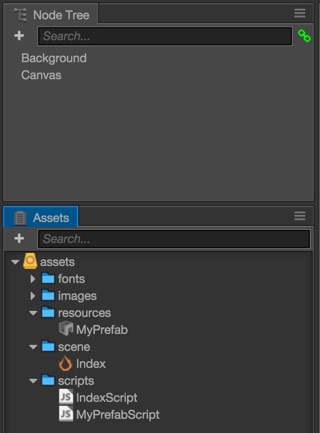 Node Tree
Search...
Background
Canvas
Assets
Search...
assets
fonts
images
resources
MyPrefab
scene
Index
scripts
JS IndexScript
JS MyPrefabScript